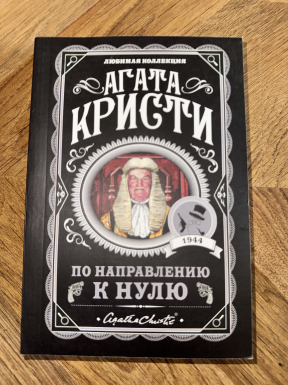 ЛЮБИМАЯ КОЛЛЕКЦИЯ
АГАТА
КРИСТИ
1944
ПО НАПРАВЛЕНИЮ
К НУЛЮ
Agatha Christie